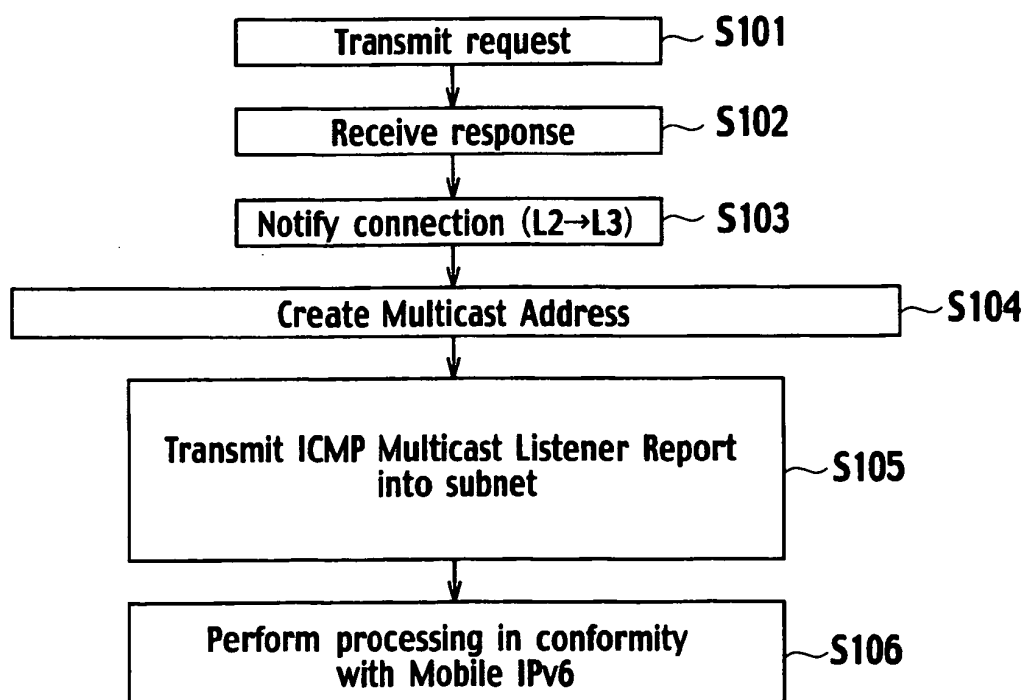 Transmit request S101
Receive response S102
Notify connection (L2→L3) S103
Create Multicast Address S104
Transmit ICMP Multicast Listener Report
into subnet
S105
Perform processing in conformity
with Mobile IPv6
S106